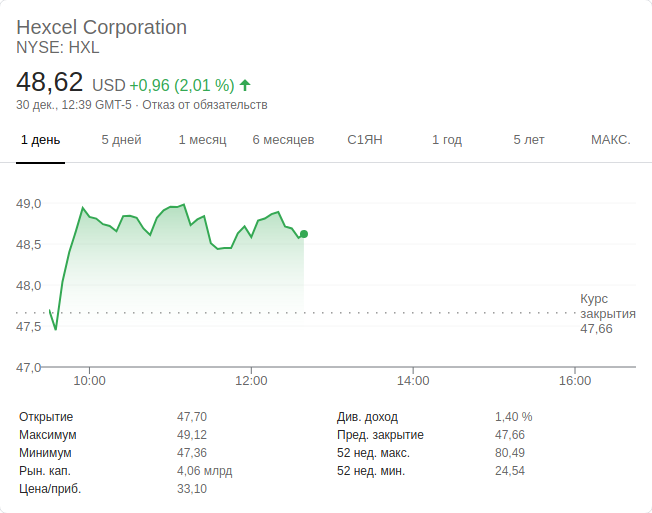 Hexcel Corporation
NYSE: HXL
48,62 USD +0,96 (2,01 %)
30 дек., 12:39 GMT-5 · Отказ от обязательств
1 день 5 дней 1 месяц 6 месяцев С1ЯН 1 год 5 лет МАКС.
49,0
48,5
48,0
Курс
закрытия
47,5
47,66
47,0
10:00 12:00 14:00 16:00
Открытие 47,70 Див. доход 1,40 %
Максимум 49,12 Пред. закрытие 47,66
Минимум 47,36 52 нед. макс. 80,49
Рын. кап. 4,06 млрд 52 нед. мин. 24,54
Цена/приб. 33,10